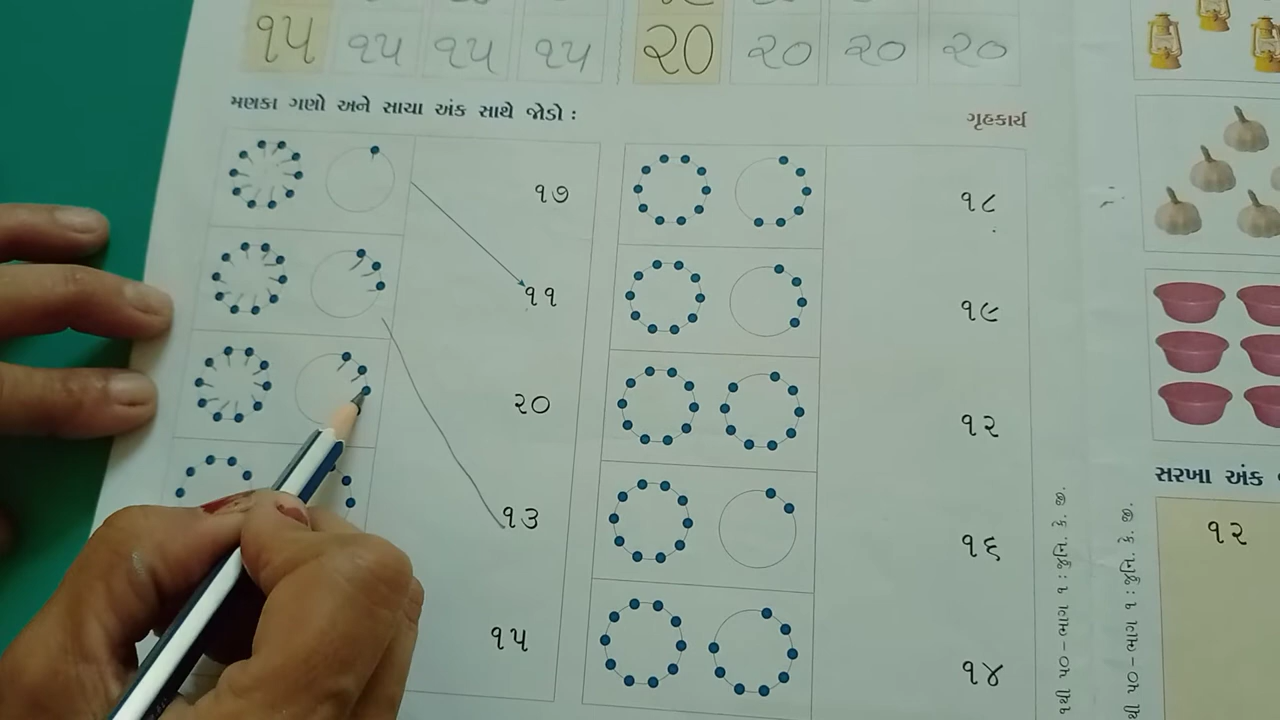 ૧૫ ૧૫ ૧૫ ૧૫ ૨૦ ૨૦ ૨૦ ૨૦
મણકા ગણો અને સાચા અંક સાથે જોડો :
ગૃહકાર્ય
૧૭
૧૧
૨૦
૧૩
૧૫
૧૮
૧૯
૧૨
૧૬
૧૪
સરખા અંક
૧૨